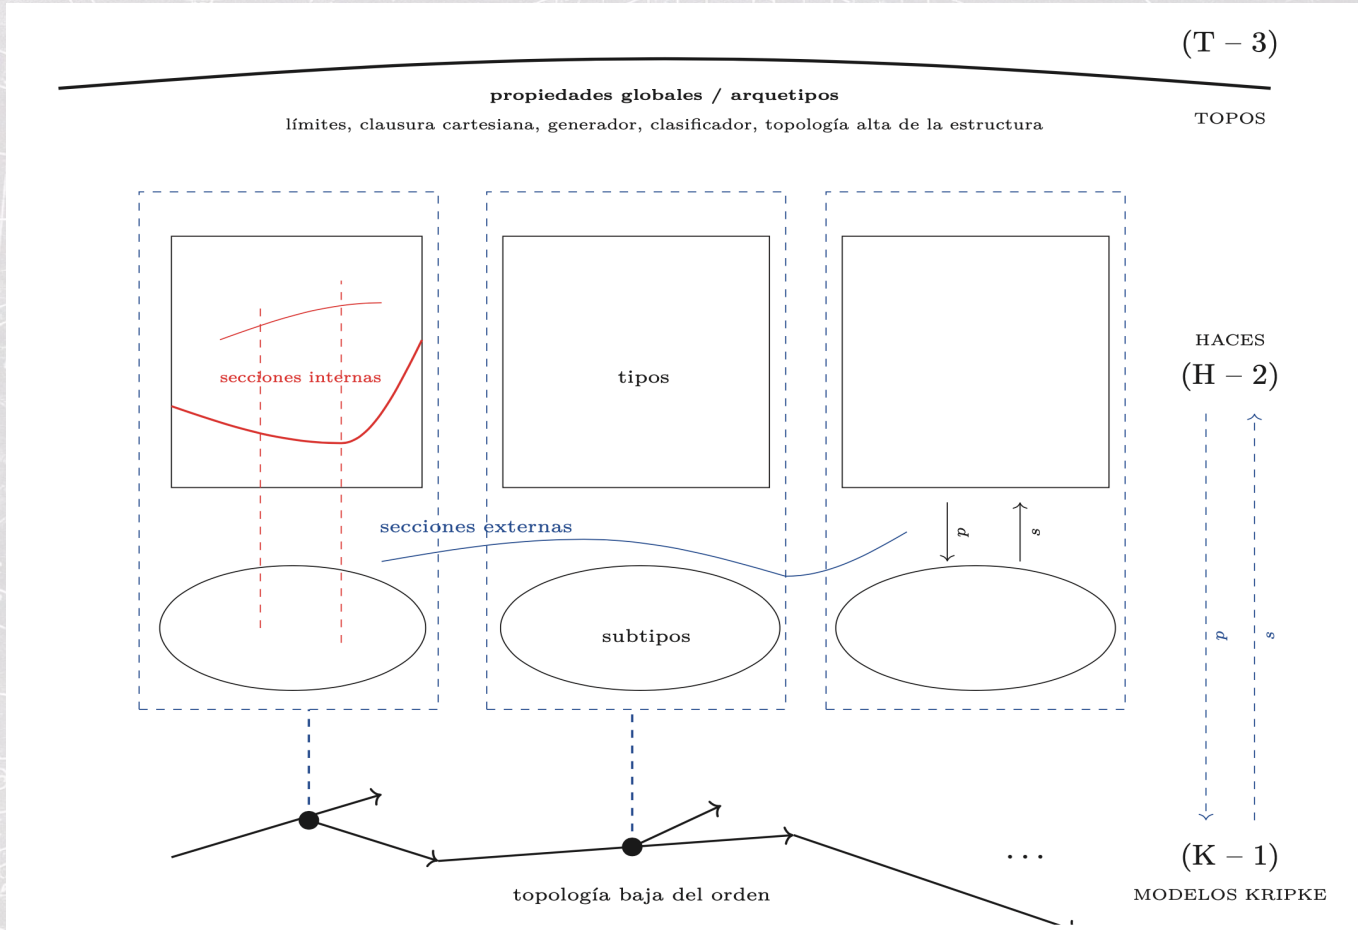 (T – 3)
propiedades globales / arquetipos
límites, clausura cartesiana, generador, clasificador, topología alta de la estructura
TOPOS
HACES
(H – 2)
secciones internas
tipos
secciones externas
p
s
subtipos
p
s
(K – 1)
...
MODELOS KRIPKE
topología baja del orden